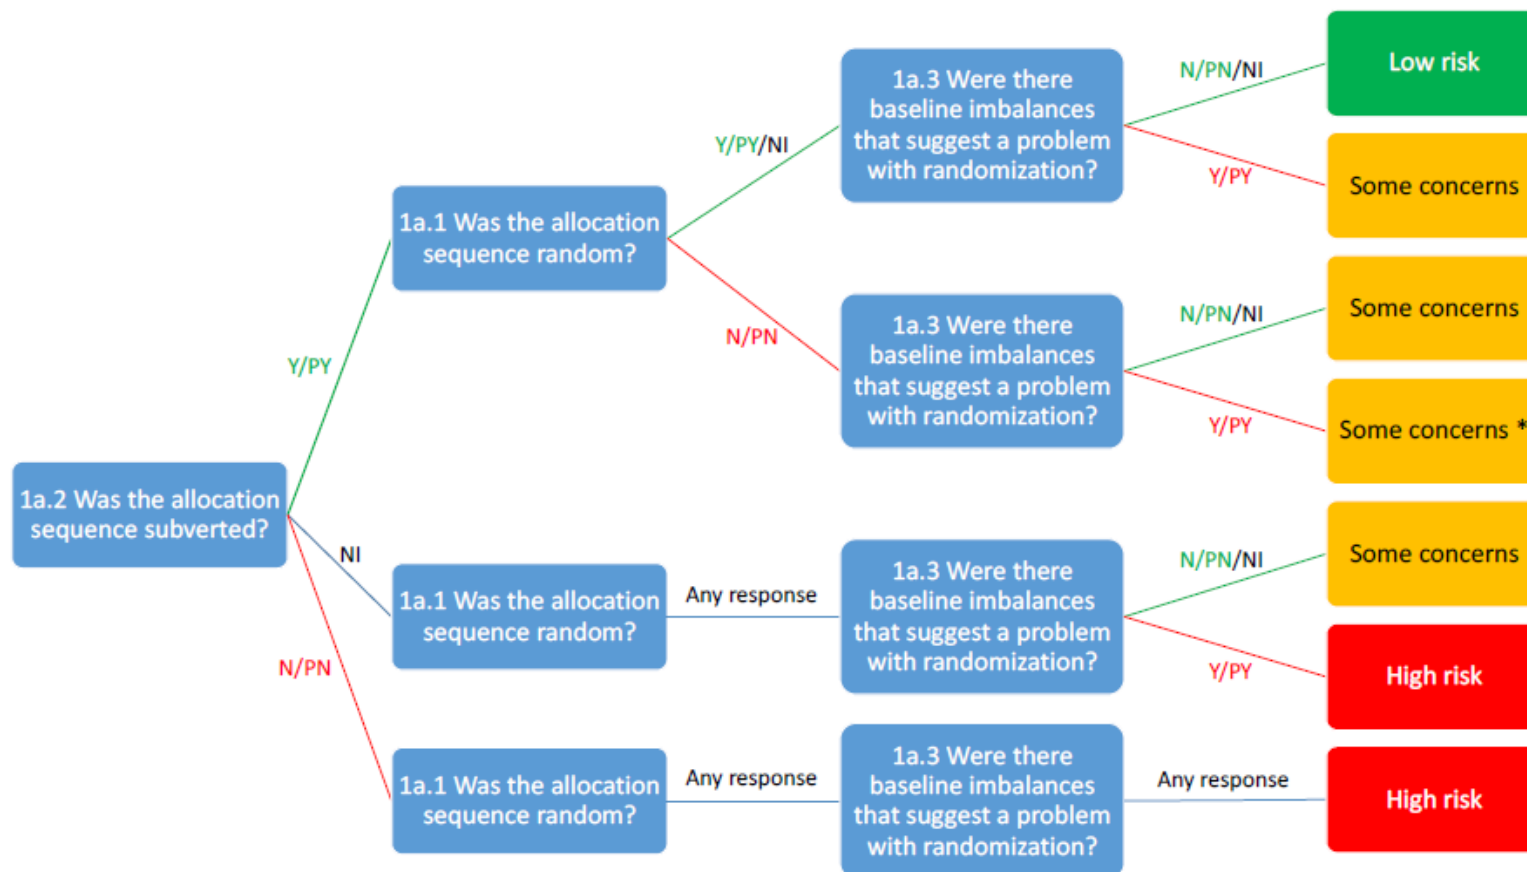 1a.3 Were there
baseline imbalances
that suggest a problem
with randomization?
N/PN/NI
Low risk
Y/PY
Some concerns
Y/PY/NI
1a.1 Was the allocation
sequence random?
N/PN
1a.3 Were there
baseline imbalances
that suggest a problem
with randomization?
N/PN/NI
Some concerns
Y/PY
Some concerns *
Y/PY
1a.2 Was the allocation
sequence subverted?
NI
1a.1 Was the allocation
sequence random?
Any response
1a.3 Were there
baseline imbalances
that suggest a problem
with randomization?
N/PN/NI
Some concerns
Y/PY
High risk
N/PN
1a.1 Was the allocation
sequence random?
Any response
1a.3 Were there
baseline imbalances
that suggest a problem
with randomization?
Any response
High risk